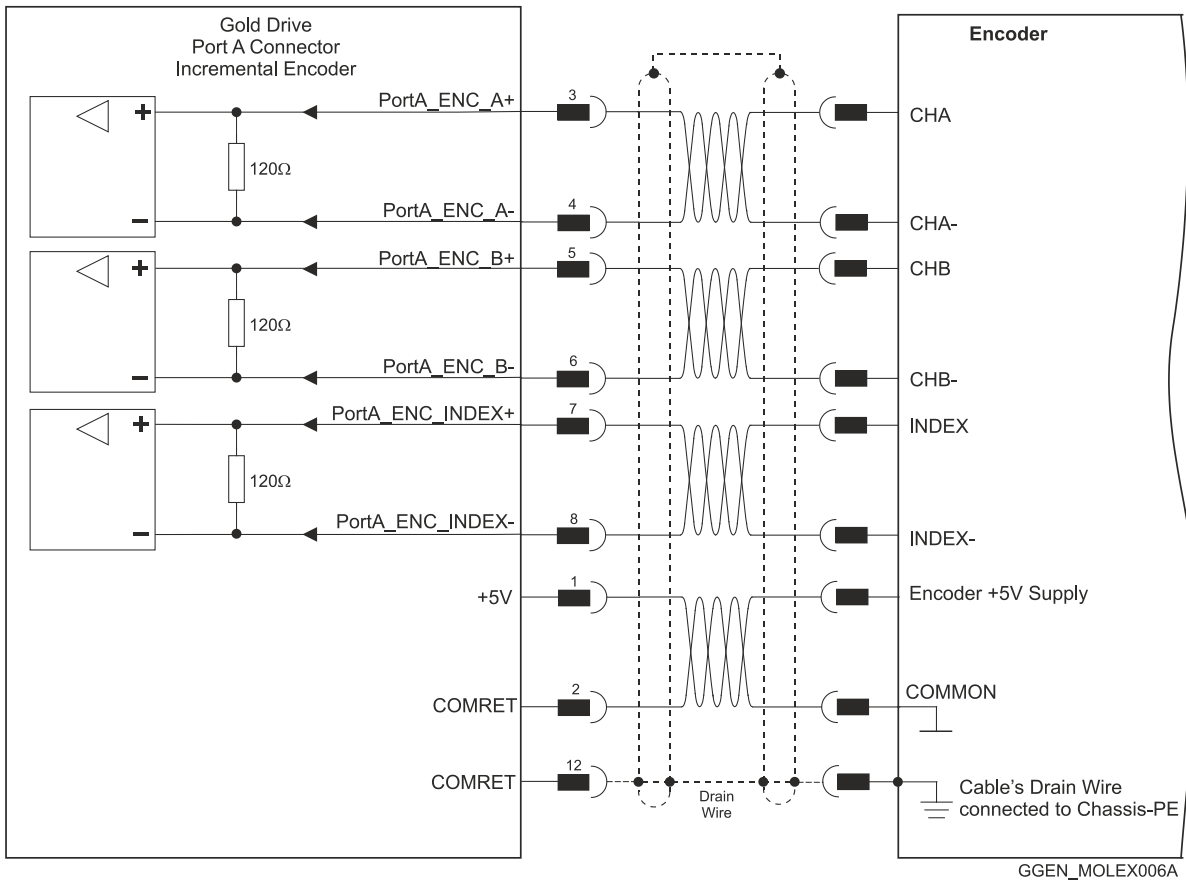 Gold Drive
Port A Connector
Incremental Encoder
Encoder
+
PortA_ENC_A+
3
CHA
120Ω
-
PortA_ENC_A-
4
CHA-
+
PortA_ENC_B+
5
CHB
120Ω
-
PortA_ENC_B-
6
CHB-
+
PortA_ENC_INDEX+
7
INDEX
120Ω
-
PortA_ENC_INDEX-
8
INDEX-
+5V
1
Encoder +5V Supply
COMRET
2
COMMON
COMRET
12
Drain
Wire
Cable's Drain Wire
connected to Chassis-PE
GGEN_MOLEX006A